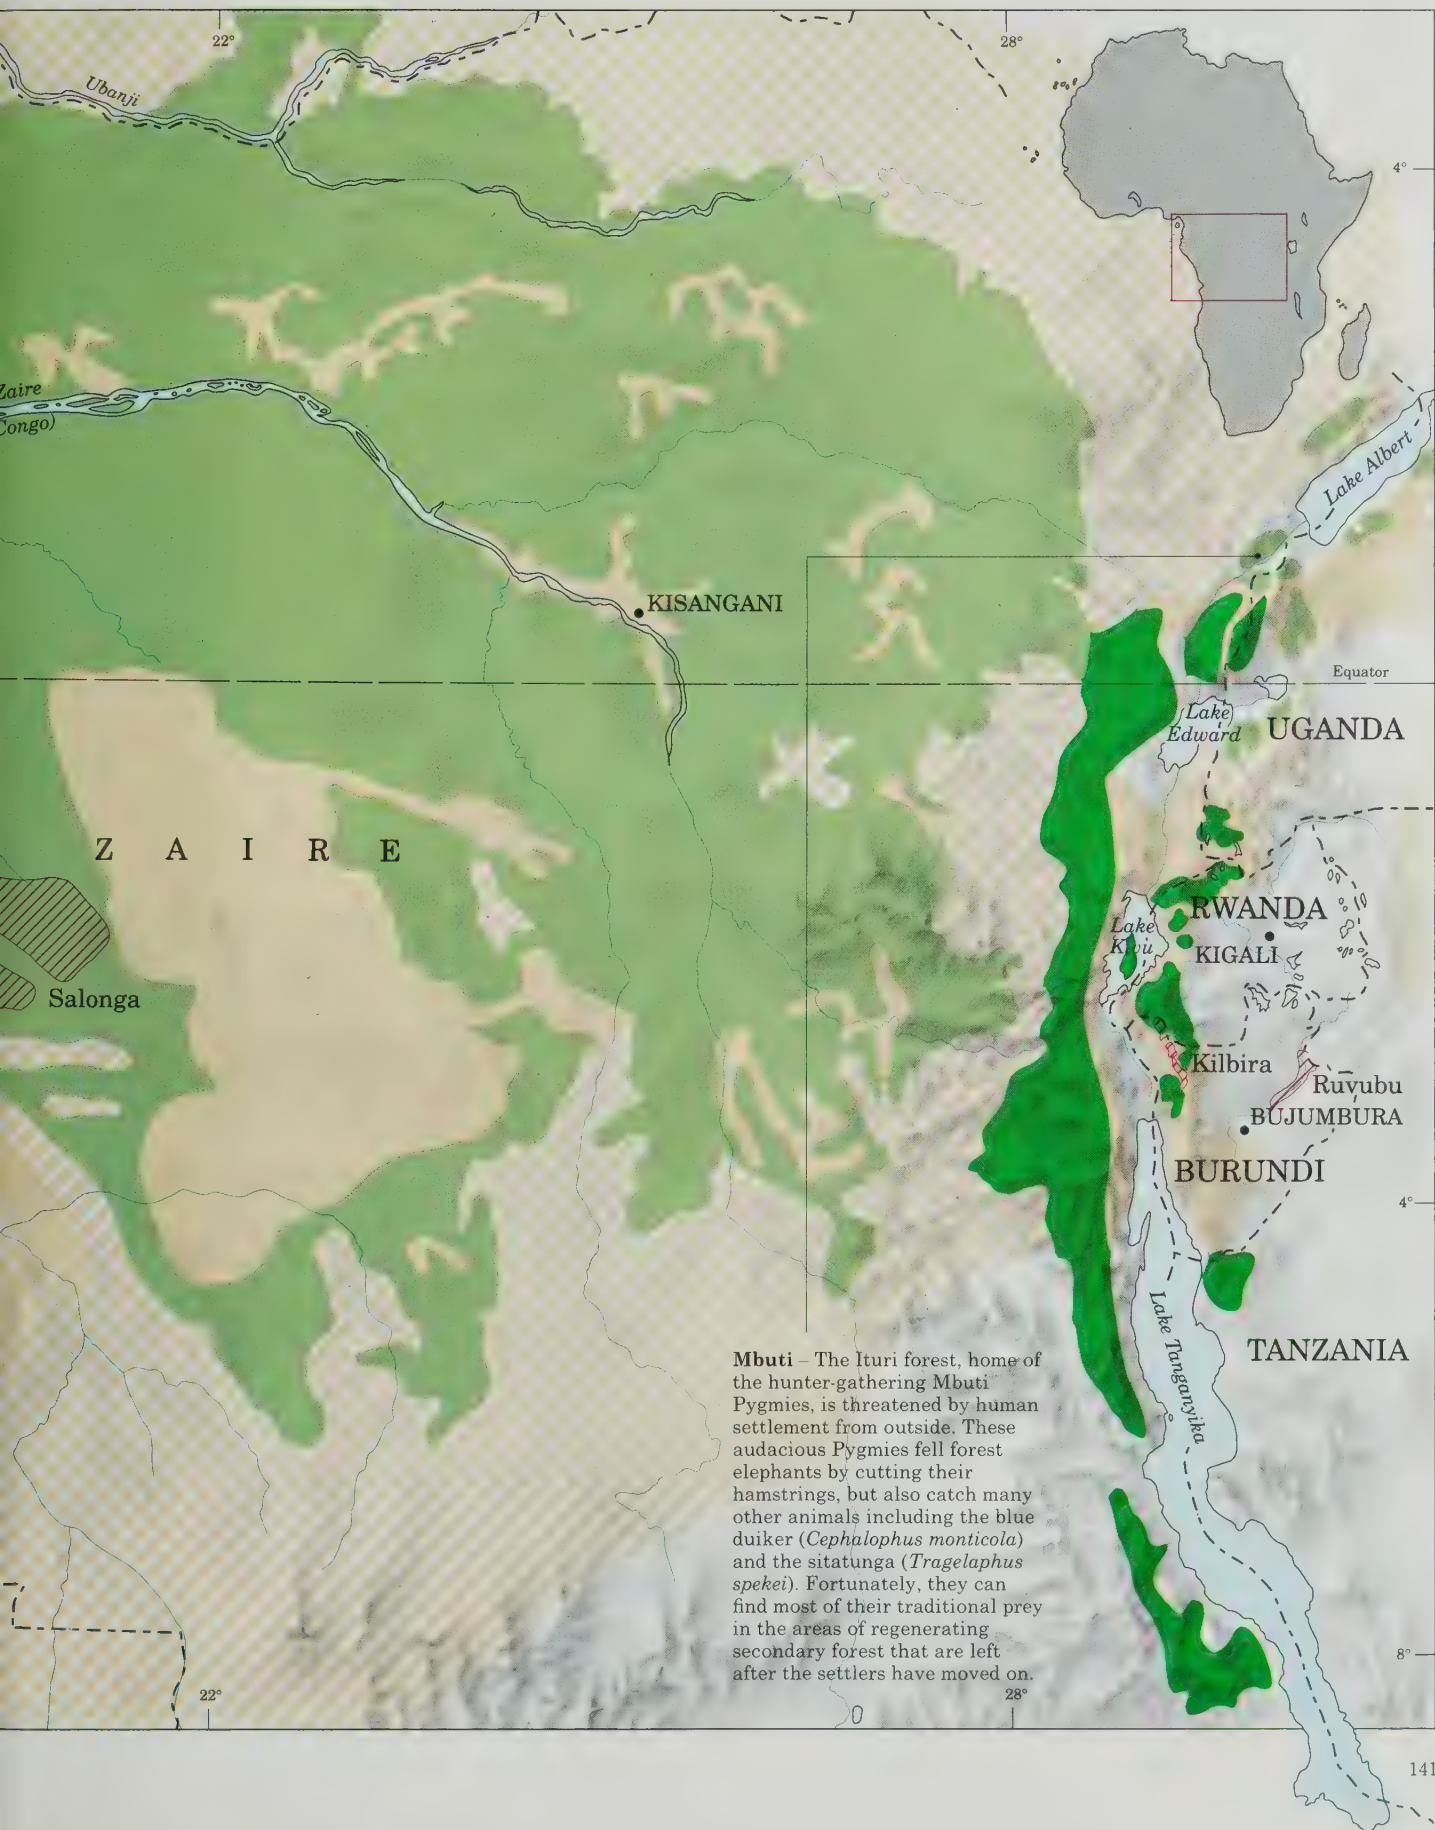 22°
28°
Ubanji
4°
Zaire
Congo)
Lake Albert
KISANGANI
Equator
Lake
Edward
UGANDA
Z A I R E
RWANDA
Lake
Kivu
KIGALI
Salonga
Kilbira
Ruvubu
BUJUMBURA
BURUNDI
4°
Lake Tanganyika
TANZANIA
Mbuti – The Ituri forest, home of
the hunter-gathering Mbuti
Pygmies, is threatened by human
settlement from outside. These
audacious Pygmies fell forest
elephants by cutting their
hamstrings, but also catch many
other animals including the blue
duiker (Cephalophus monticola)
and the sitatunga (Tragelaphus
spekei). Fortunately, they can
find most of their traditional prey
in the areas of regenerating
secondary forest that are left
after the settlers have moved on.
8°
22°
28°
141